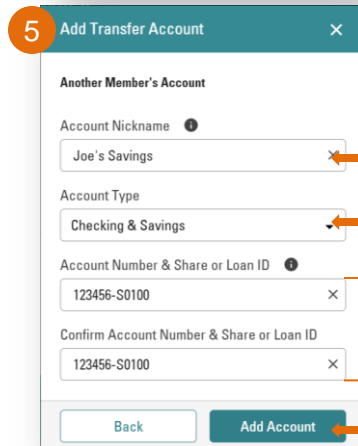 5
Add Transfer Account ×
Another Member's Account
Account Nickname i
Joe's Savings ×
Account Type
Checking & Savings
Account Number & Share or Loan ID i
123456-S0100 ×
Confirm Account Number & Share or Loan ID
123456-S0100 ×
Back Add Account